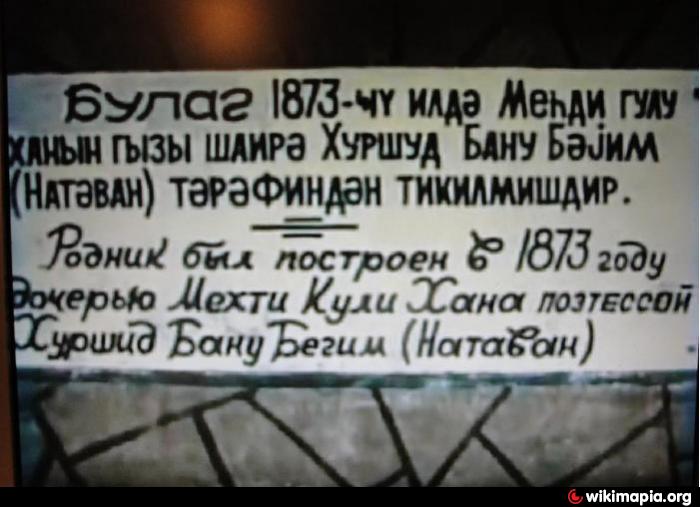 Булаг 1873-ҹү илдә Меһди гулу
ханын гызы шаирә Хуршуд Бану Бәјим
(Натәван) тәрәфиндән тикилмишдир.
Родник был построен в 1873 году
дочерью Мехти Кули Хана поэтессой
Хуршид Бану Бегим (Натаван)
wikimapia.org